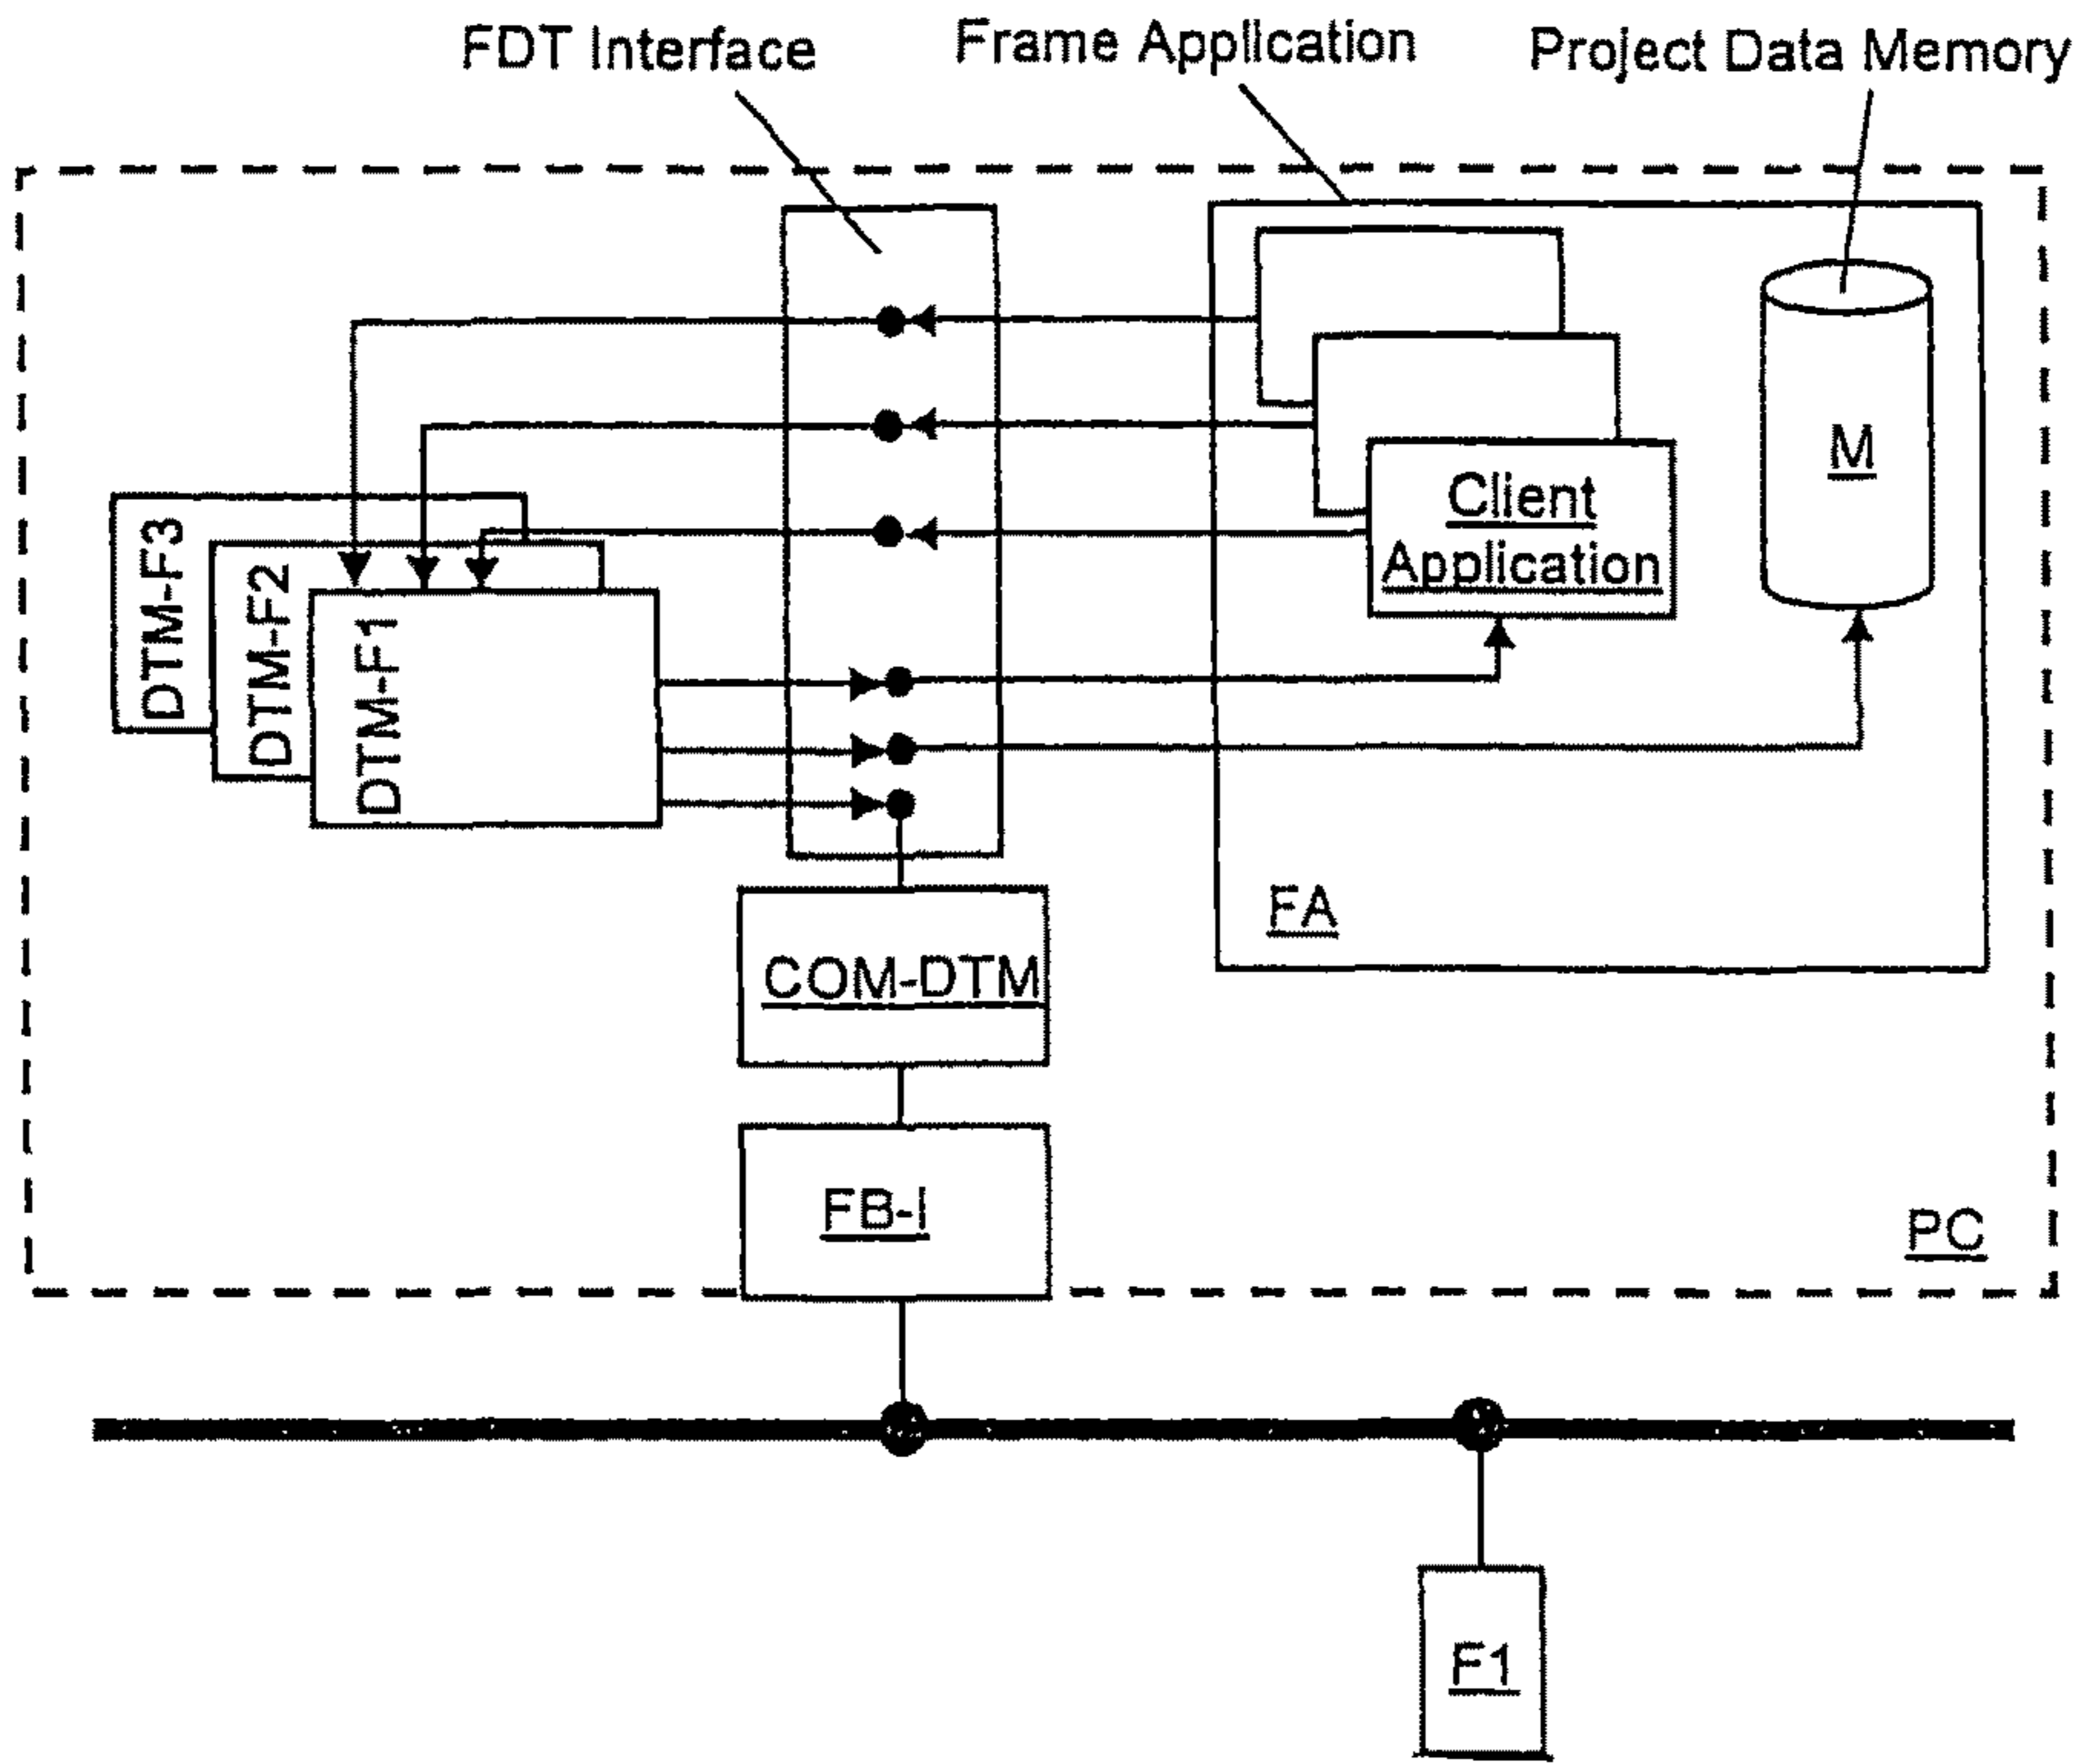 FDT Interface
Frame Application
Project Data Memory
M
Client
Application
DTM-F3
DTM-F2
DTM-F1
FA
COM-DTM
FB-I
PC
F1